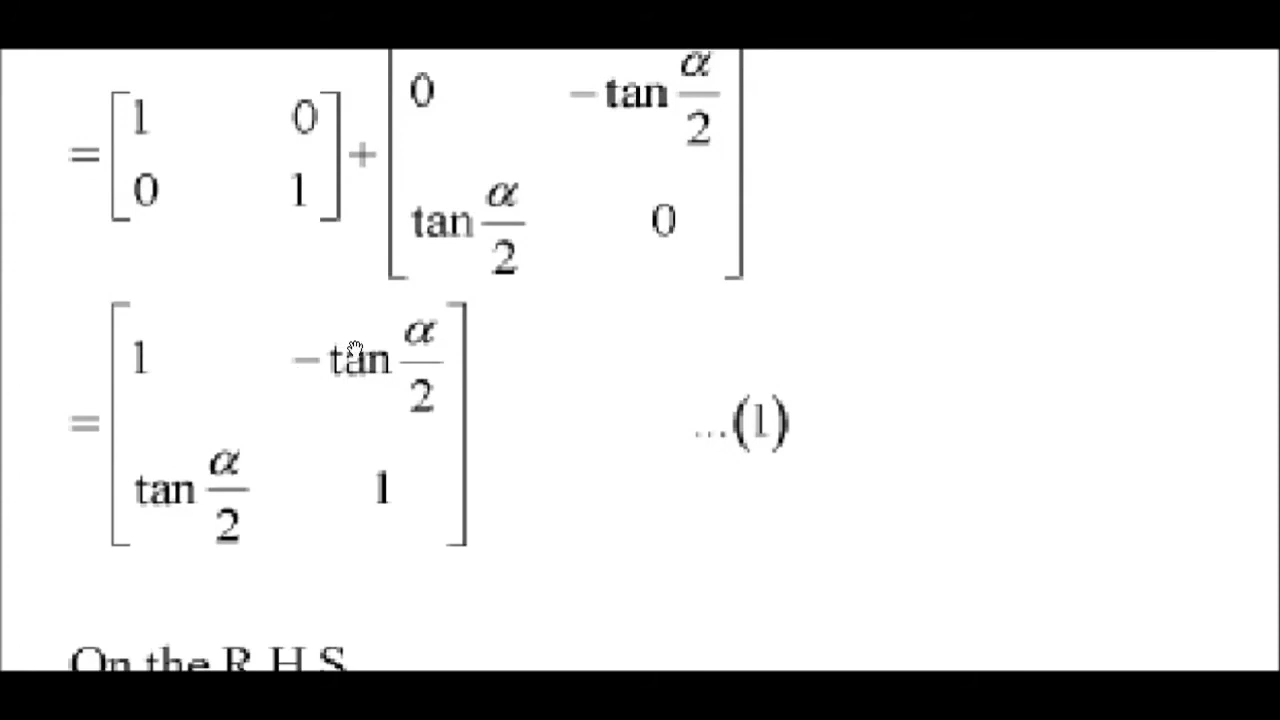 = [1 0; 0 1] + [0 −tan α/2; tan α/2 0]
= [1 −tan α/2; tan α/2 1] ...(1)
On the R.H.S.